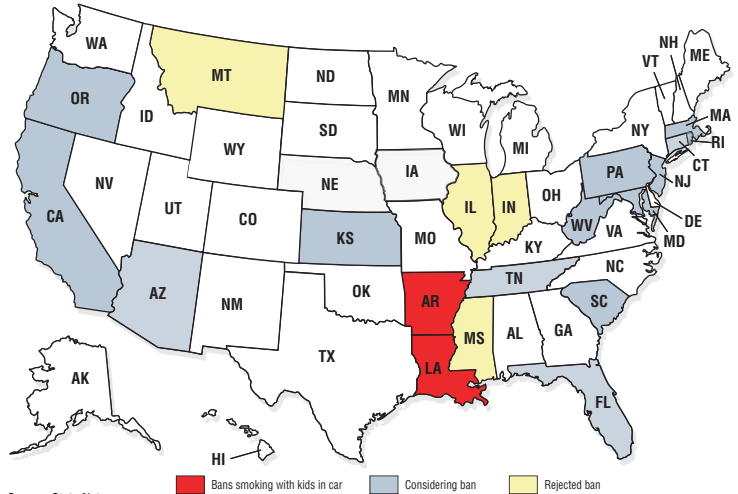 WA
MT
ND
MN
VT
NH
ME
OR
ID
WY
SD
WI
MI
NY
MA
RI
CT
NV
UT
CO
NE
IA
IL
IN
OH
PA
NJ
DE
MD
CA
KS
MO
KY
WV
VA
AZ
NM
OK
AR
TN
NC
SC
TX
LA
MS
AL
GA
FL
AK
HI
Bans smoking with kids in car
Considering ban
Rejected ban